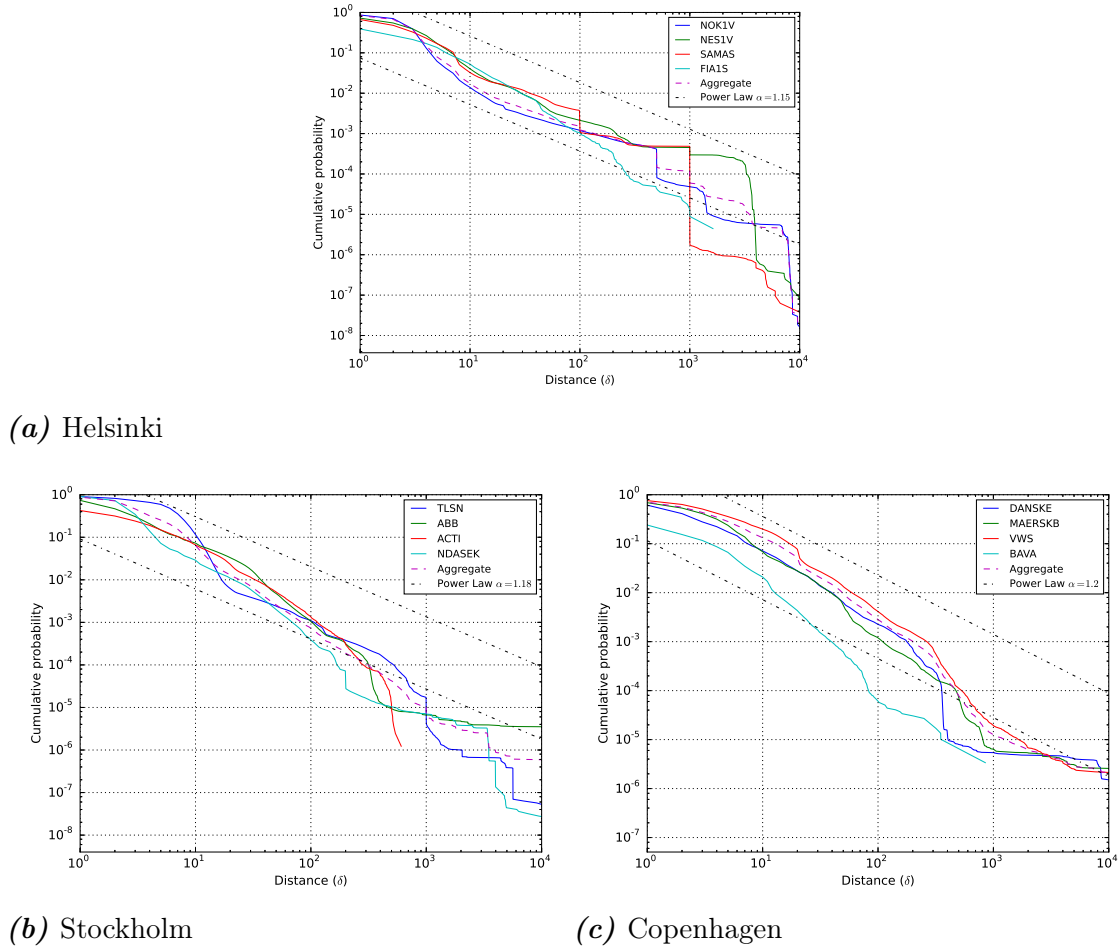 10^0
10^-1
10^-2
10^-3
10^-4
10^-5
10^-6
10^-7
10^-8
Cumulative probability
NOK1V
NES1V
SAMAS
FIA1S
Aggregate
Power Law α=1.15
10^0 10^1 10^2 10^3 10^4
Distance (δ)
(a) Helsinki
10^0
10^-1
10^-2
10^-3
10^-4
10^-5
10^-6
10^-7
10^-8
Cumulative probability
TLSN
ABB
ACTI
NDASEK
Aggregate
Power Law α=1.18
10^0 10^1 10^2 10^3 10^4
Distance (δ)
(b) Stockholm
10^0
10^-1
10^-2
10^-3
10^-4
10^-5
10^-6
10^-7
Cumulative probability
DANSKE
MAERSKB
VWS
BAVA
Aggregate
Power Law α=1.2
10^0 10^1 10^2 10^3 10^4
Distance (δ)
(c) Copenhagen